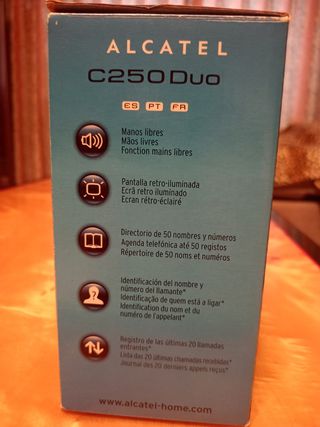 ALCATEL
C250 Duo
ES PT FR
Manos libres
Mãos livres
Fonction mains libres
Pantalla retro-iluminada
Ecrã retro iluminado
Ecran rétro-éclairé
Directorio de 50 nombres y números
Agenda telefónica até 50 registos
Répertoire de 50 noms et numéros
Identificación del nombre y
número del llamante*
Identificação de quem está a ligar*
Identification du nom et du
numéro de l'appelant*
Registro de las últimas 20 llamadas
entrantes*
Lista das 20 últimas chamadas recebidas*
Journal des 20 derniers appels reçus*
www.alcatel-home.com